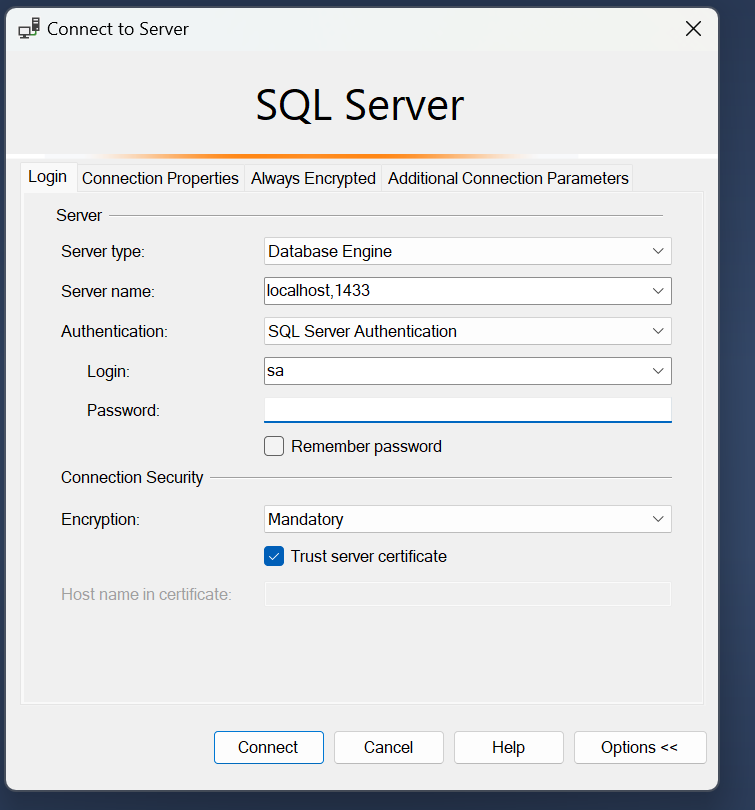 Connect to Server
SQL Server
Login Connection Properties Always Encrypted Additional Connection Parameters
Server
Server type: Database Engine
Server name: localhost,1433
Authentication: SQL Server Authentication
Login: sa
Password:
Remember password
Connection Security
Encryption: Mandatory
Trust server certificate
Host name in certificate:
Connect Cancel Help Options <<